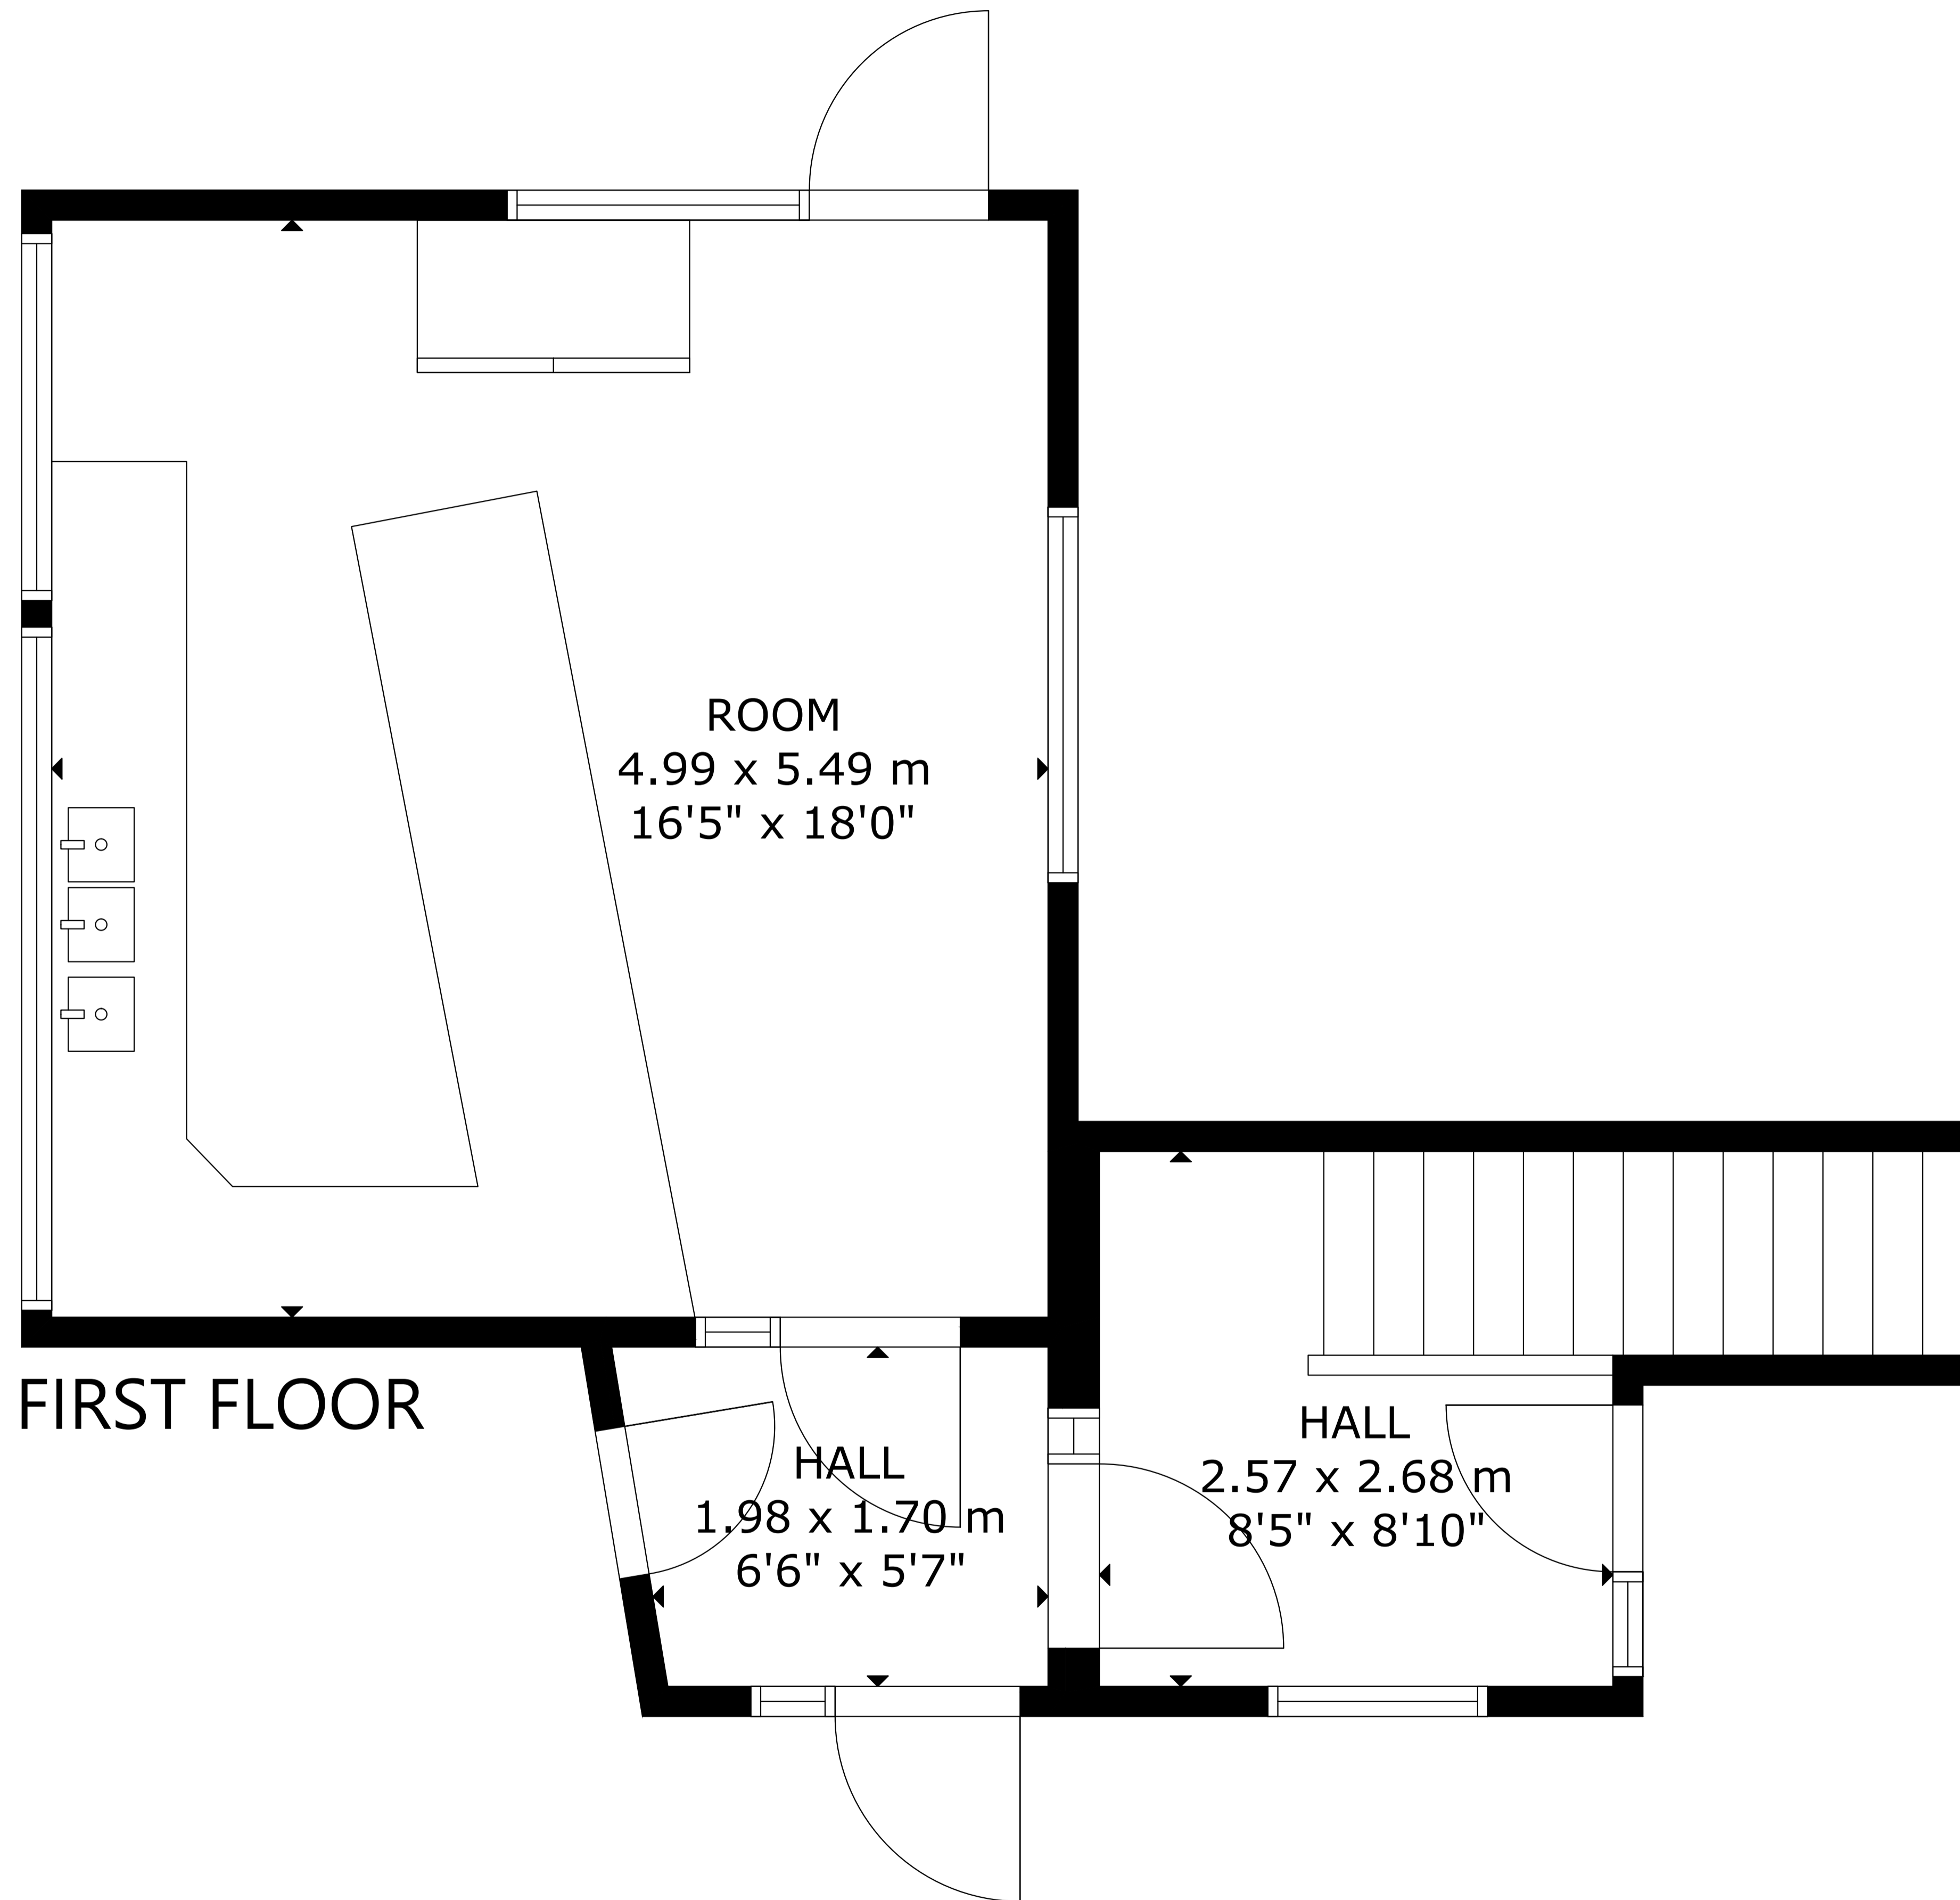 ROOM
4.99 x 5.49 m
16'5" x 18'0"
FIRST FLOOR
HALL
1.98 x 1.70 m
6'6" x 5'7"
HALL
2.57 x 2.68 m
8'5" x 8'10"